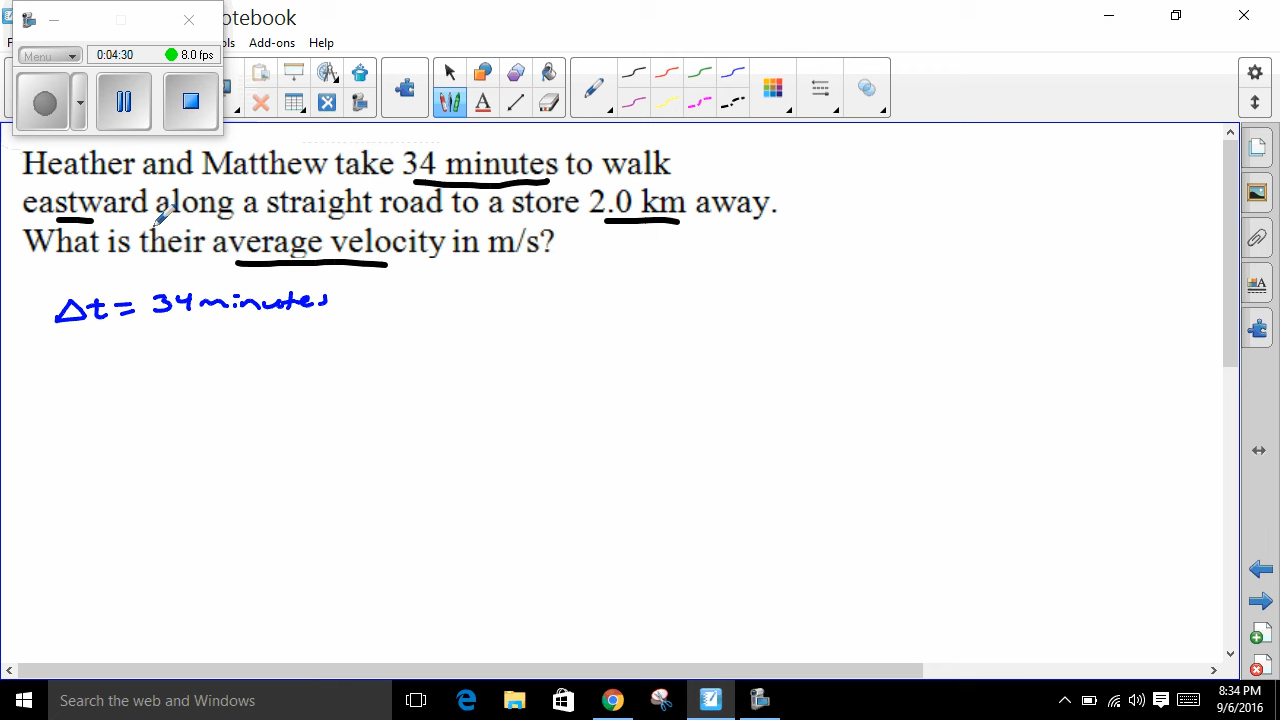 otebook
Menu
0:04:30
8.0 fps
ols Add-ons Help
Heather and Matthew take 34 minutes to walk
eastward along a straight road to a store 2.0 km away.
What is their average velocity in m/s?
Δt = 34 minutes
Search the web and Windows
8:34 PM
9/6/2016